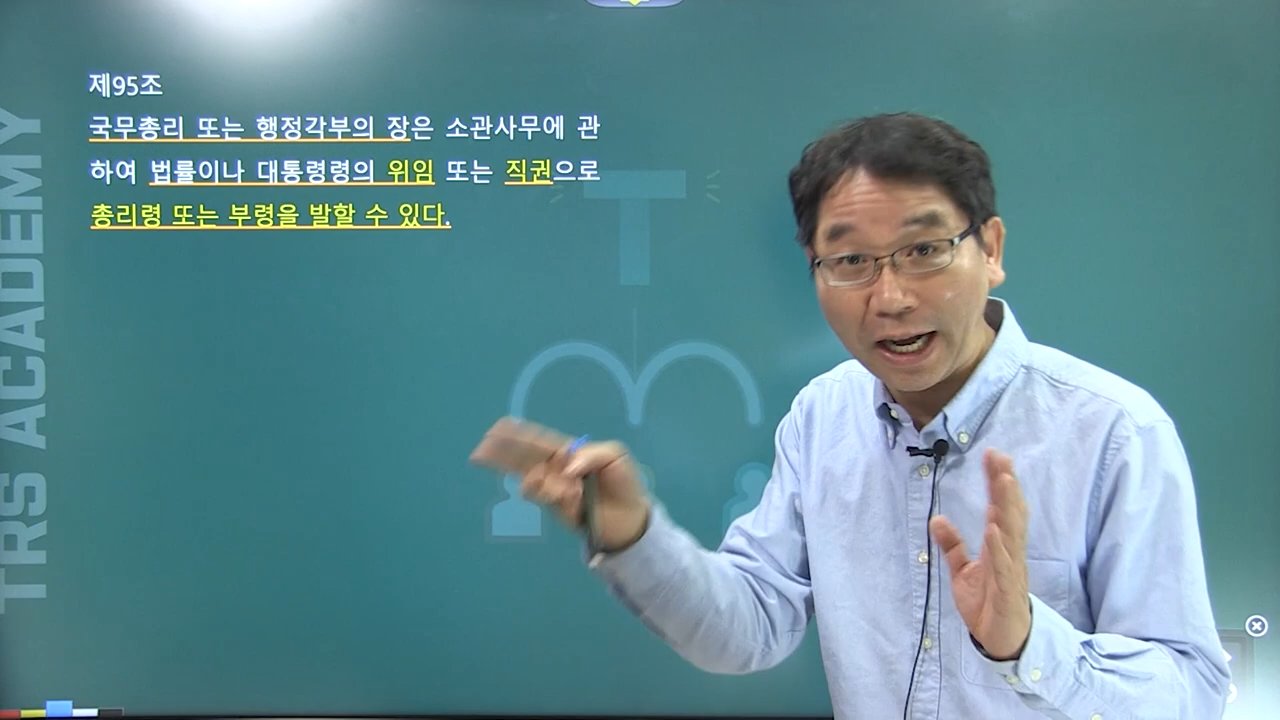 제95조
국무총리 또는 행정각부의 장은 소관사무에 관
하여 법률이나 대통령령의 위임 또는 직권으로
총리령 또는 부령을 발할 수 있다.
TRS ACADEMY